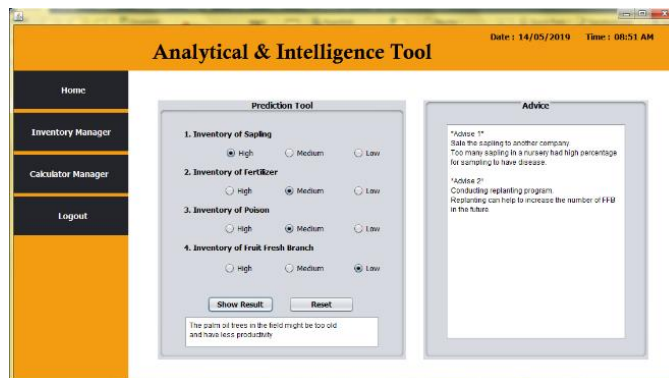 Date : 14/05/2019 Time : 08:51 AM
Analytical & Intelligence Tool
Home
Inventory Manager
Calculator Manager
Logout
Prediction Tool
1. Inventory of Sapling
High Medium Low
2. Inventory of Fertilizer
High Medium Low
3. Inventory of Poison
High Medium Low
4. Inventory of Fruit Fresh Branch
High Medium Low
Show Result Reset
The palm oil trees in the field might be too old
and have less productivity
Advice
*Advise 1*
Sale the sapling to another company.
Too many sapling in a nursery had high percentage
for sampling to have disease.
*Advise 2*
Conducting replanting program.
Replanting can help to increase the number of FFB
in the future.